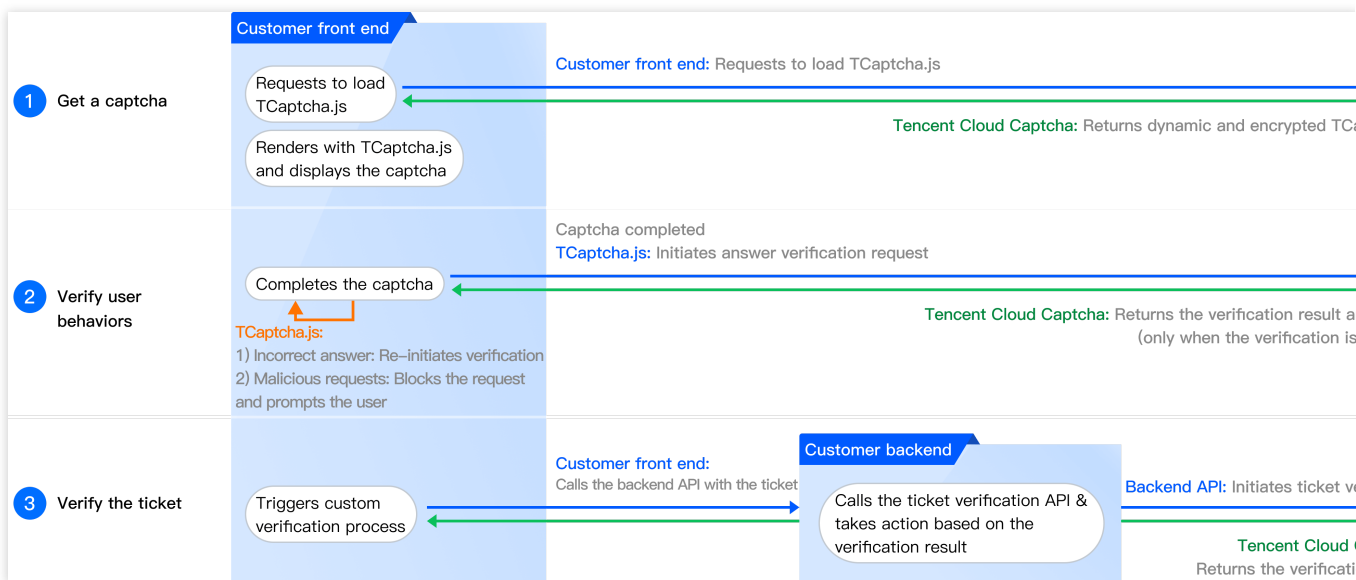 Customer front end
1
Get a captcha
Requests to load
TCaptcha.js
Renders with TCaptcha.js
and displays the captcha
Customer front end: Requests to load TCaptcha.js
Tencent Cloud Captcha: Returns dynamic and encrypted
2
Verify user
behaviors
Completes the captcha
TCaptcha.js:
1) Incorrect answer: Re-initiates verification
2) Malicious requests: Blocks the request
and prompts the user
Captcha completed
TCaptcha.js: Initiates answer verification request
Tencent Cloud Captcha: Returns the verification result
(only when the verification is
3
Verify the ticket
Triggers custom
verification process
Customer front end:
Calls the backend API with the ticket
Customer backend
Calls the ticket verification API &
takes action based on the
verification result
Backend API: Initiates ticket
Tencent Cloud
Returns the